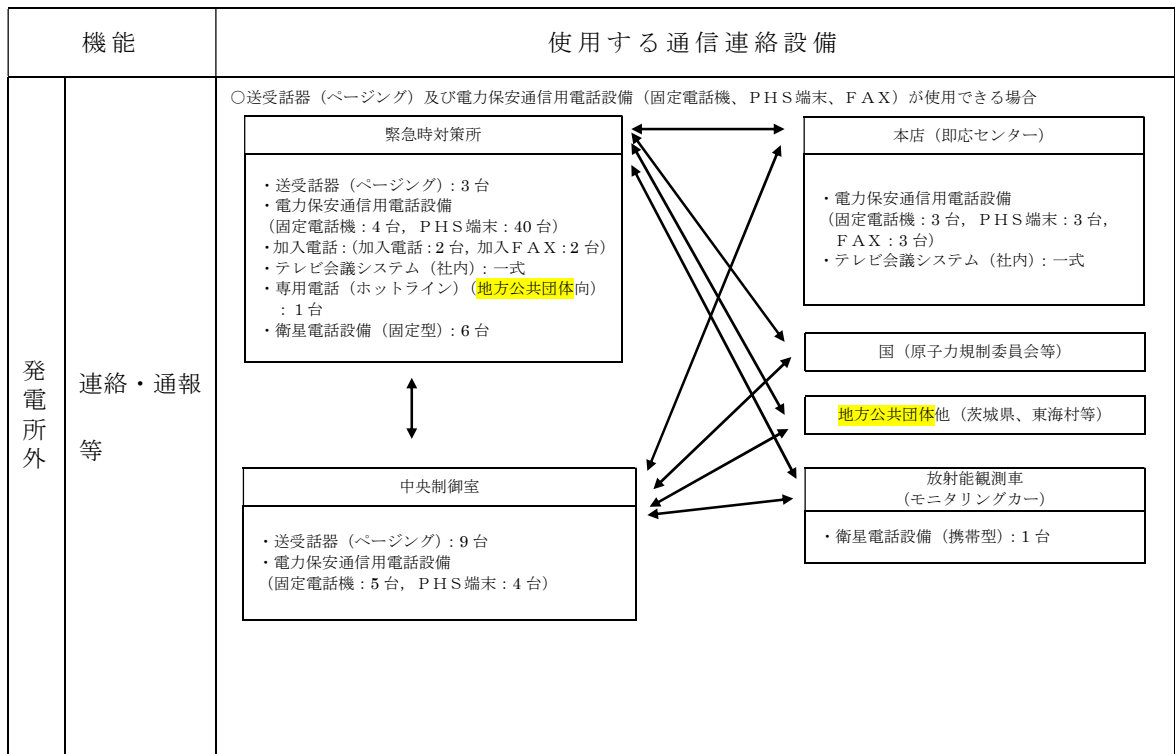 機能
使用する通信連絡設備
発電所外
連絡・通報
等
○送受話器（ページング）及び電力保安通信用電話設備（固定電話機、ＰＨＳ端末、ＦＡＸ）が使用できる場合
緊急時対策所
・送受話器（ページング）：3 台
・電力保安通信用電話設備
（固定電話機：4 台，ＰＨＳ端末：40 台）
・加入電話：（加入電話：2 台，加入ＦＡＸ：2 台）
・テレビ会議システム（社内）：一式
・専用電話（ホットライン）（地方公共団体向）
：1 台
・衛星電話設備（固定型）：6 台
中央制御室
・送受話器（ページング）：9 台
・電力保安通信用電話設備
（固定電話機：5 台，ＰＨＳ端末：4 台）
本店（即応センター）
・電力保安通信用電話設備
（固定電話機：3 台，ＰＨＳ端末：3 台，
ＦＡＸ：3 台）
・テレビ会議システム（社内）：一式
国（原子力規制委員会等）
地方公共団体他（茨城県、東海村等）
放射能観測車
（モニタリングカー）
・衛星電話設備（携帯型）：1 台